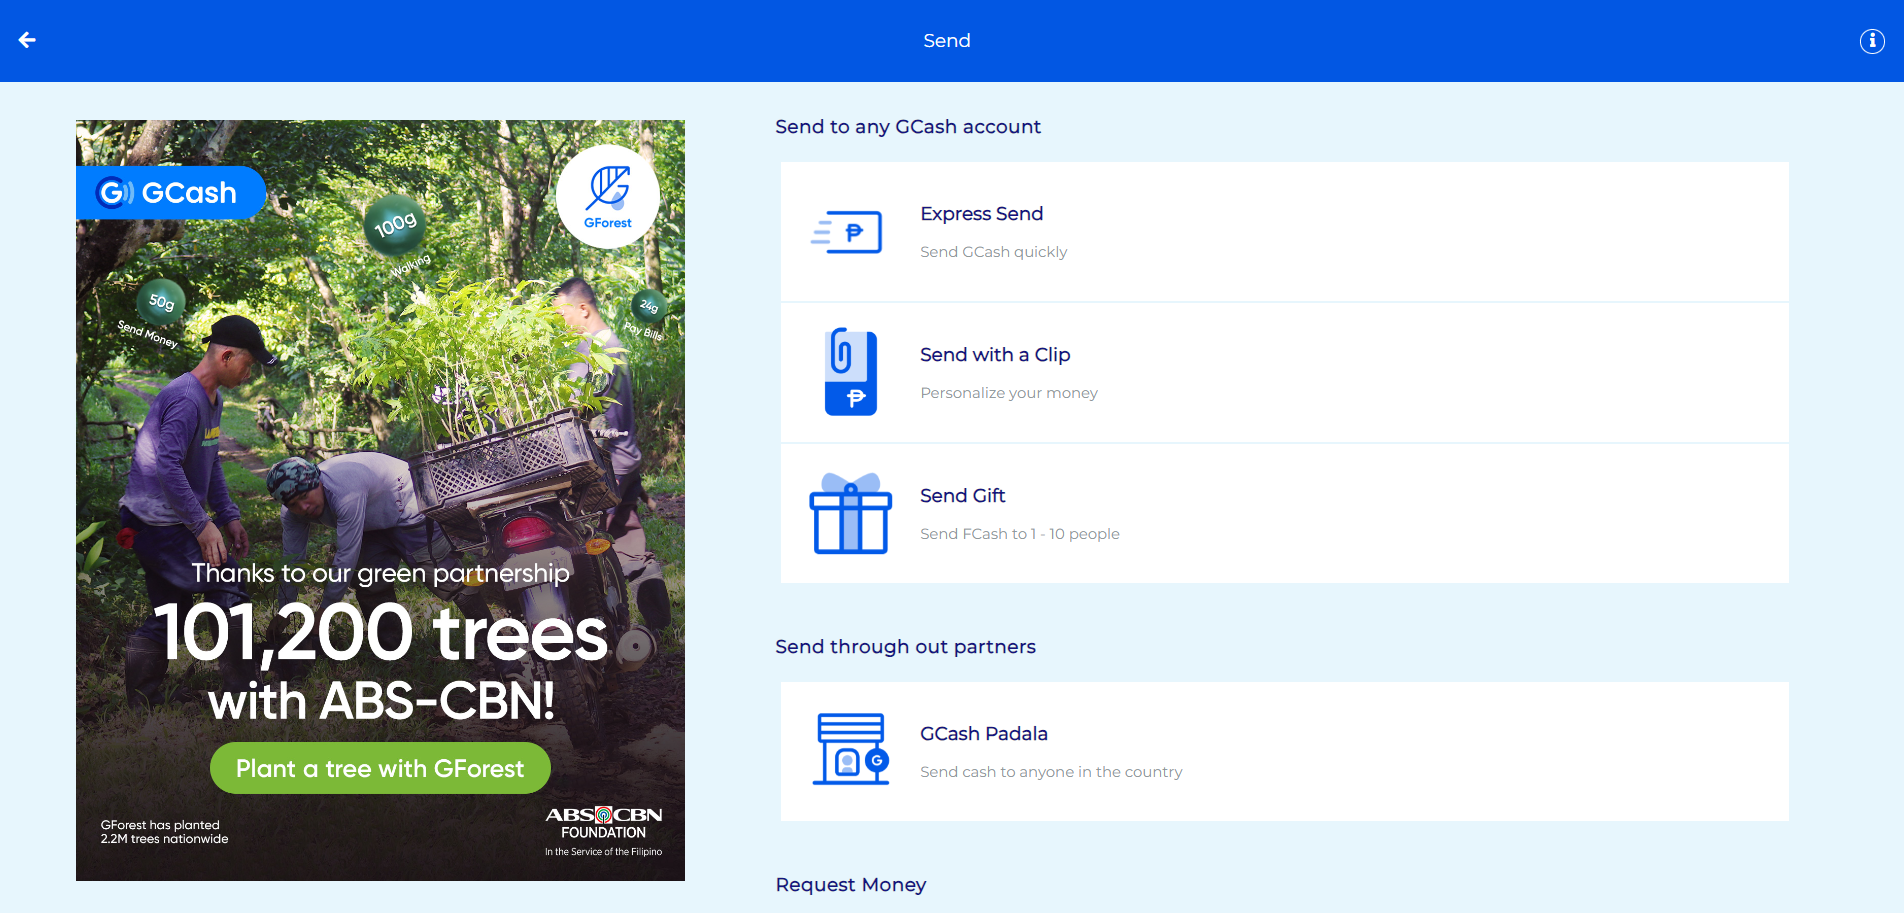 Send
Send to any GCash account
GCash
GForest
100g
Walking
50g
Send Money
24g
Pay Bills
Thanks to our green partnership
101,200 trees
with ABS-CBN!
Plant a tree with GForest
GForest has planted
2.2M trees nationwide
ABS CBN
FOUNDATION
In the Service of the Filipino
Express Send
Send GCash quickly
Send with a Clip
Personalize your money
Send Gift
Send FCash to 1 - 10 people
Send through out partners
GCash Padala
Send cash to anyone in the country
Request Money